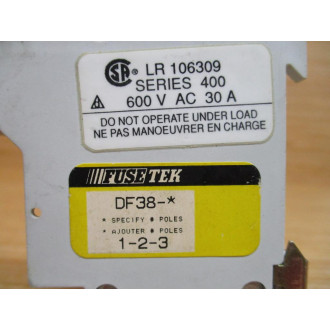 LR 106309
SERIES 400
600 V AC 30 A
DO NOT OPERATE UNDER LOAD
NE PAS MANOEUVRER EN CHARGE
FUSETEK
DF38-*
* SPECIFY # POLES
* AJOUTER # POLES
1-2-3